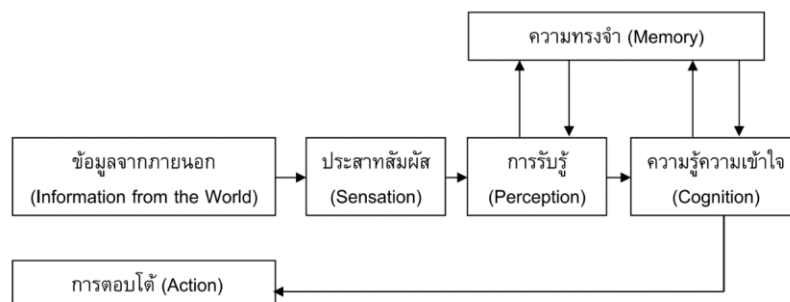 ความทรงจำ (Memory)
ข้อมูลจากภายนอก
(Information from the World)
ประสาทสัมผัส
(Sensation)
การรับรู้
(Perception)
ความรู้ความเข้าใจ
(Cognition)
การตอบโต้ (Action)